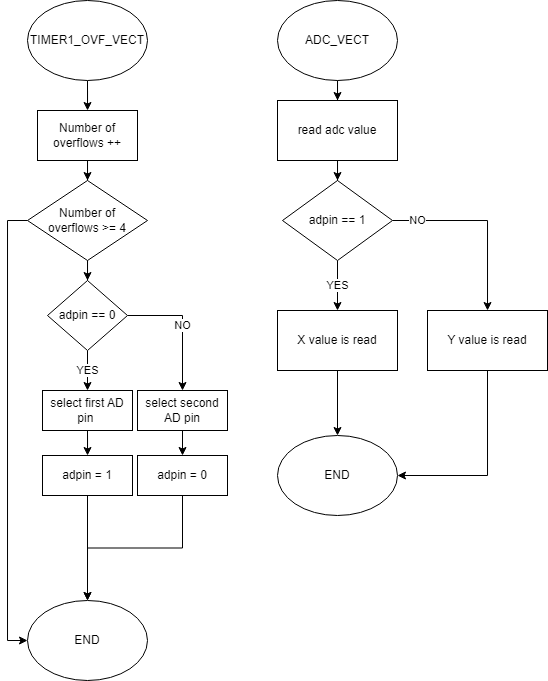 TIMER1_OVF_VECT
Number of
overflows ++
Number of
overflows >= 4
adpin == 0
NO
YES
select first AD
pin
select second
AD pin
adpin = 1
adpin = 0
END
ADC_VECT
read adc value
adpin == 1
NO
YES
X value is read
Y value is read
END